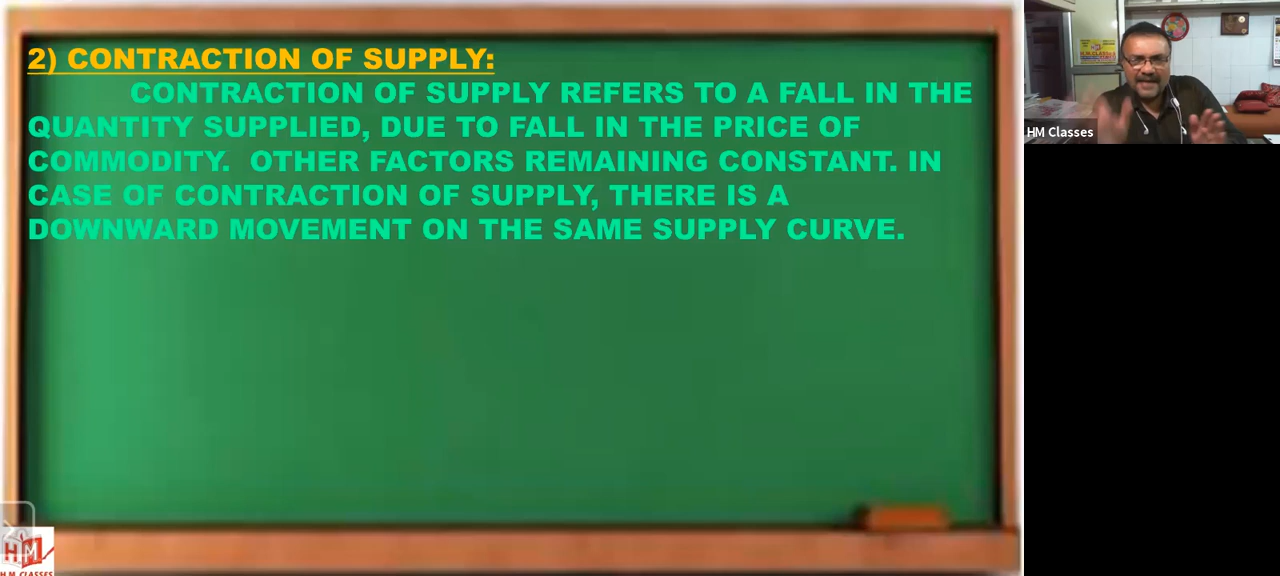 2) CONTRACTION OF SUPPLY:
CONTRACTION OF SUPPLY REFERS TO A FALL IN THE
QUANTITY SUPPLIED, DUE TO FALL IN THE PRICE OF
COMMODITY. OTHER FACTORS REMAINING CONSTANT. IN
CASE OF CONTRACTION OF SUPPLY, THERE IS A
DOWNWARD MOVEMENT ON THE SAME SUPPLY CURVE.
HM Classes
HM
H.M. CLASSES